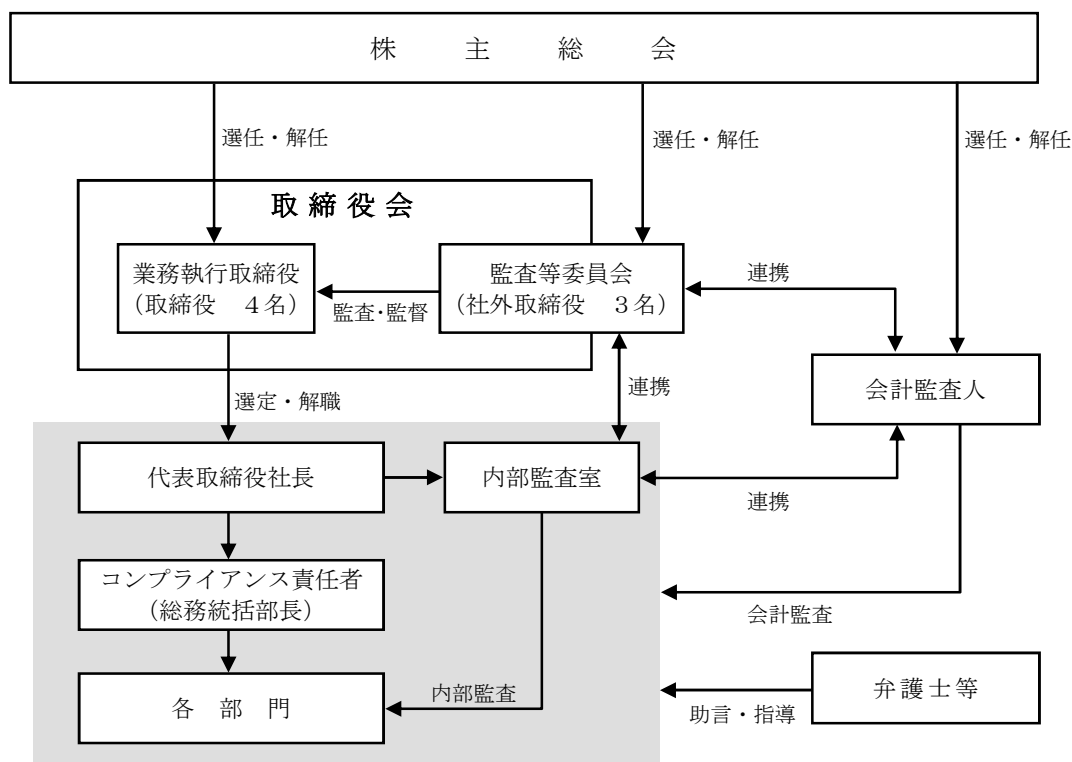 株　主　総　会
選任・解任
選任・解任
選任・解任
取締役会
業務執行取締役
（取締役　４名）
監査・監督
監査等委員会
（社外取締役　３名）
連携
連携
会計監査人
選定・解職
代表取締役社長
内部監査室
連携
コンプライアンス責任者
（総務統括部長）
会計監査
各　部　門
内部監査
弁護士等
助言・指導